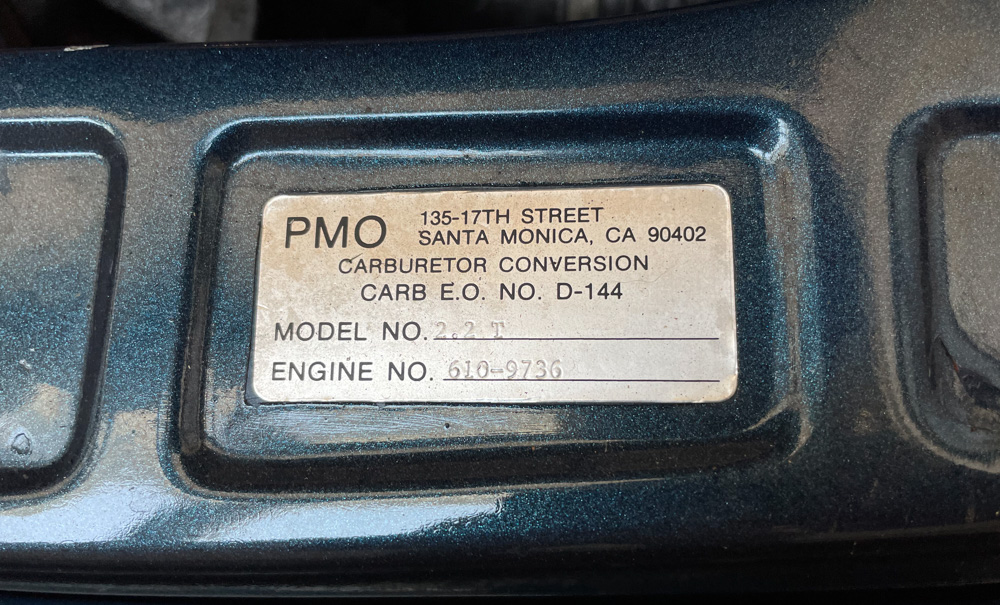 PMO 135-17TH STREET
SANTA MONICA, CA 90402
CARBURETOR CONVERSION
CARB E.O. NO. D-144
MODEL NO. 2.2 T
ENGINE NO. 610-9736